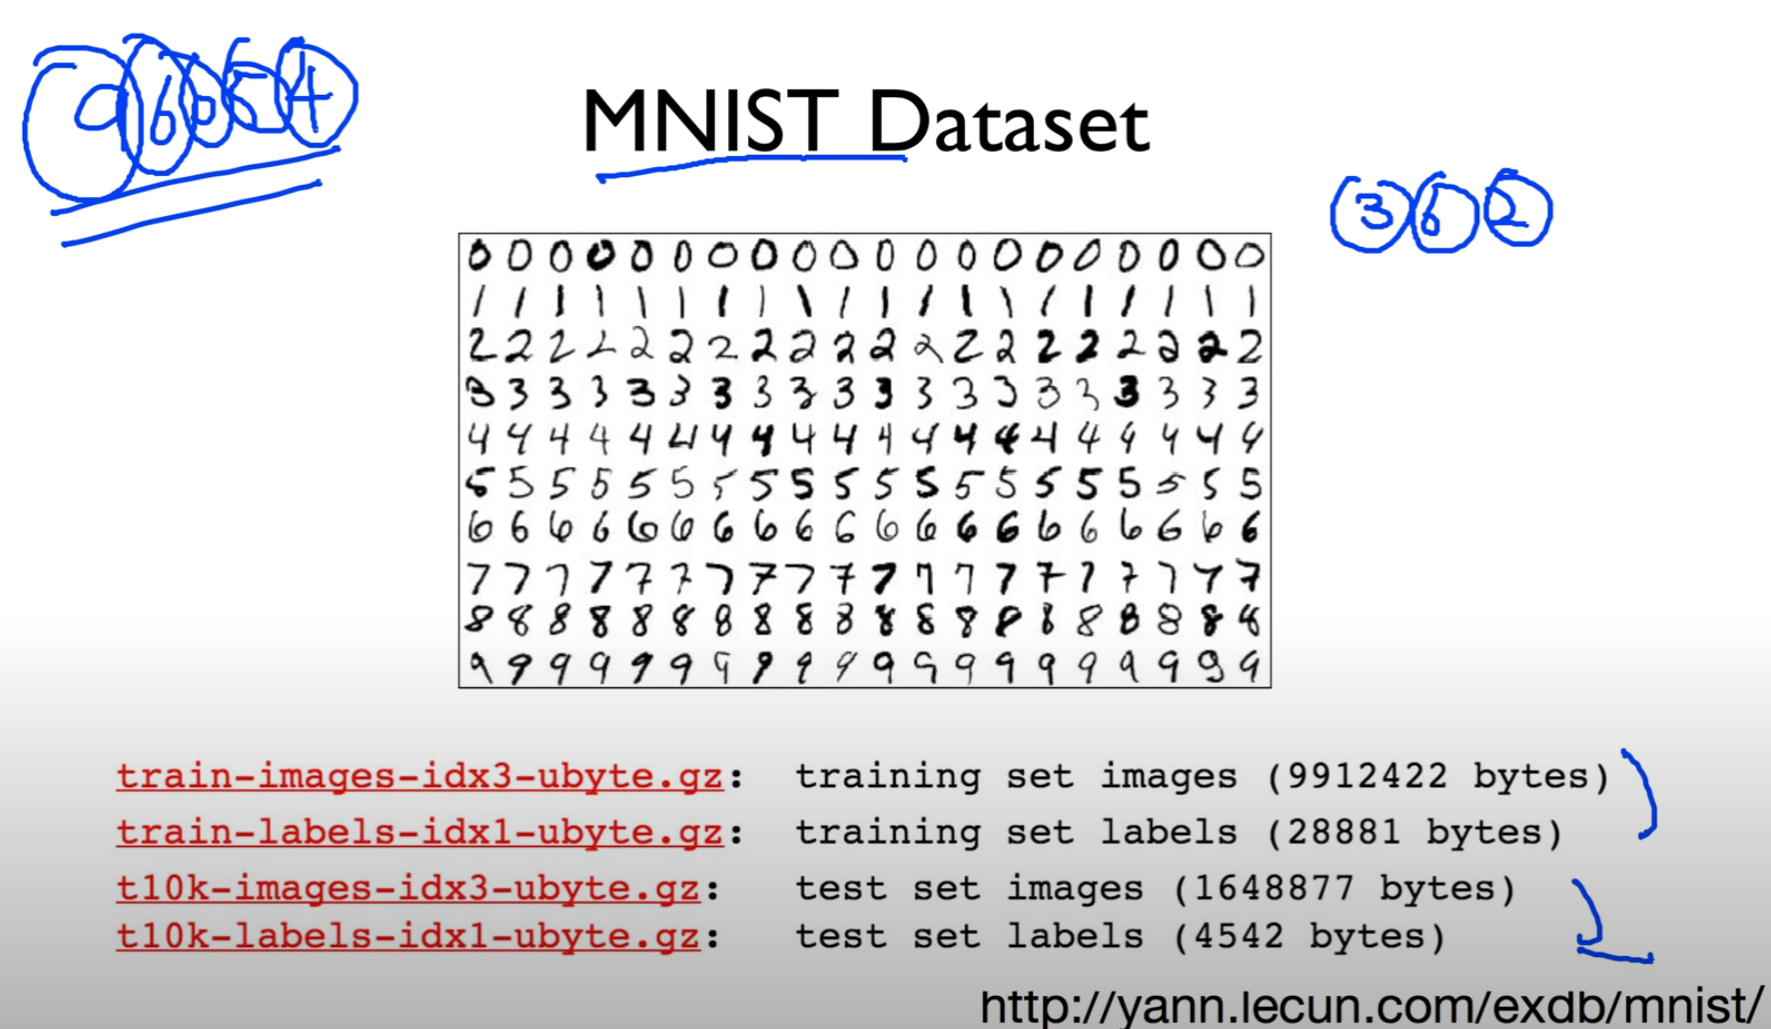 96054
MNIST Dataset
362
0 0 0 0 0 0 0 0 0 0 0 0 0 0 0 0 0 0 0 0
1 1 1 1 1 1 1 1 1 1 1 1 1 1 1 1 1 1 1 1
2 2 2 2 2 2 2 2 2 2 2 2 2 2 2 2 2 2 2 2
3 3 3 3 3 3 3 3 3 3 3 3 3 3 3 3 3 3 3 3
4 4 4 4 4 4 4 4 4 4 4 4 4 4 4 4 4 4 4 4
5 5 5 5 5 5 5 5 5 5 5 5 5 5 5 5 5 5 5 5
6 6 6 6 6 6 6 6 6 6 6 6 6 6 6 6 6 6 6 6
7 7 7 7 7 7 7 7 7 7 7 7 7 7 7 7 7 7 7 7
8 8 8 8 8 8 8 8 8 8 8 8 8 8 8 8 8 8 8 8
9 9 9 9 9 9 9 9 9 9 9 9 9 9 9 9 9 9 9 9
train-images-idx3-ubyte.gz: training set images (9912422 bytes)
train-labels-idx1-ubyte.gz: training set labels (28881 bytes)
t10k-images-idx3-ubyte.gz: test set images (1648877 bytes)
t10k-labels-idx1-ubyte.gz: test set labels (4542 bytes)
http://yann.lecun.com/exdb/mnist/